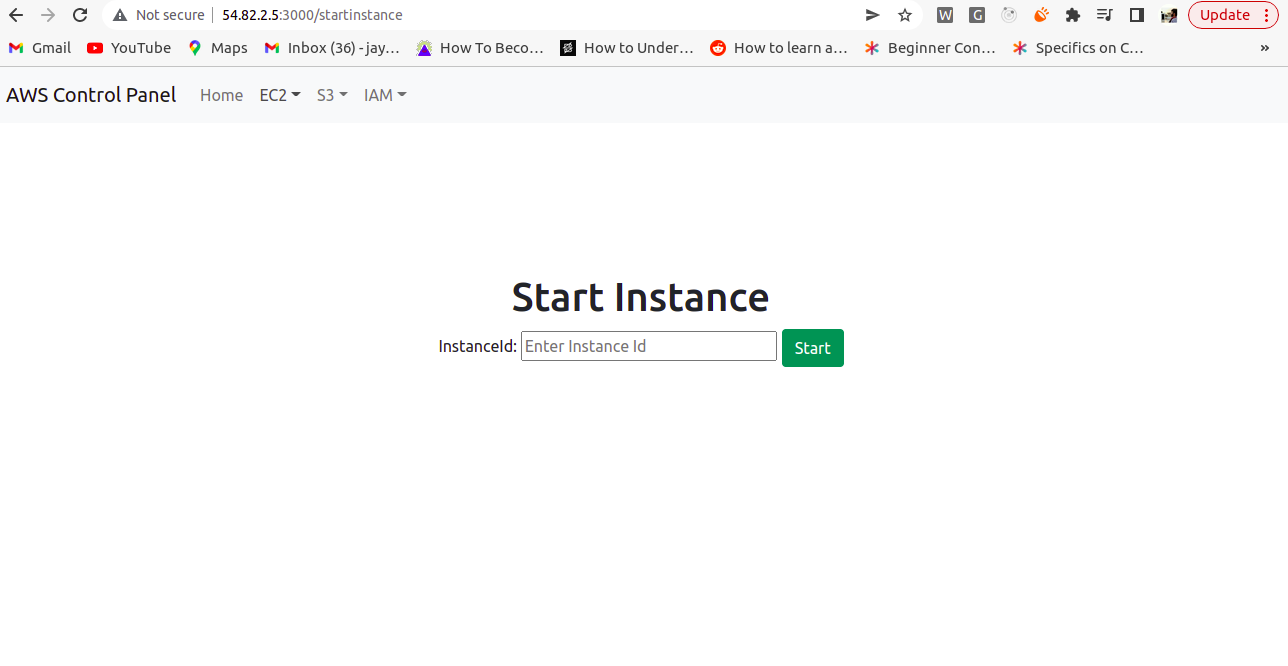 Not secure | 54.82.2.5:3000/startinstance W G Update
Gmail YouTube Maps Inbox (36) - jay... How To Beco... How to Under... How to learn a... Beginner Con... Specifics on C... »
AWS Control Panel Home EC2 S3 IAM
Start Instance
InstanceId: Enter Instance Id Start